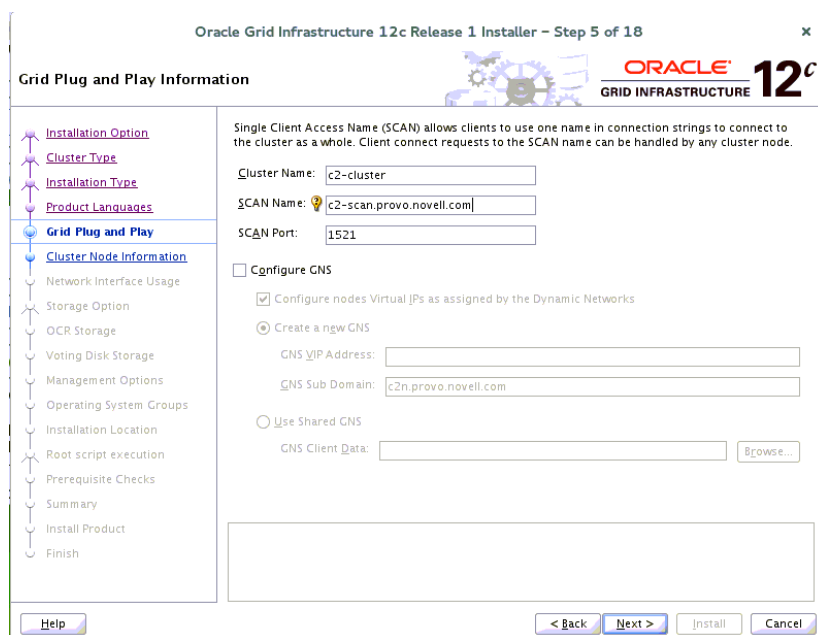 Oracle Grid Infrastructure 12c Release 1 Installer – Step 5 of 18
Grid Plug and Play Information
ORACLE
GRID INFRASTRUCTURE
12c
Installation Option
Cluster Type
Installation Type
Product Languages
Grid Plug and Play
Cluster Node Information
Network Interface Usage
Storage Option
OCR Storage
Voting Disk Storage
Management Options
Operating System Groups
Installation Location
Root script execution
Prerequisite Checks
Summary
Install Product
Finish
Single Client Access Name (SCAN) allows clients to use one name in connection strings to connect to
the cluster as a whole. Client connect requests to the SCAN name can be handled by any cluster node.
Cluster Name: c2-cluster
SCAN Name: c2-scan.provo.novell.com
SCAN Port: 1521
Configure GNS
Configure nodes Virtual IPs as assigned by the Dynamic Networks
Create a new GNS
GNS VIP Address:
GNS Sub Domain: c2n.provo.novell.com
Use Shared GNS
GNS Client Data: Browse...
Help < Back Next > Install Cancel